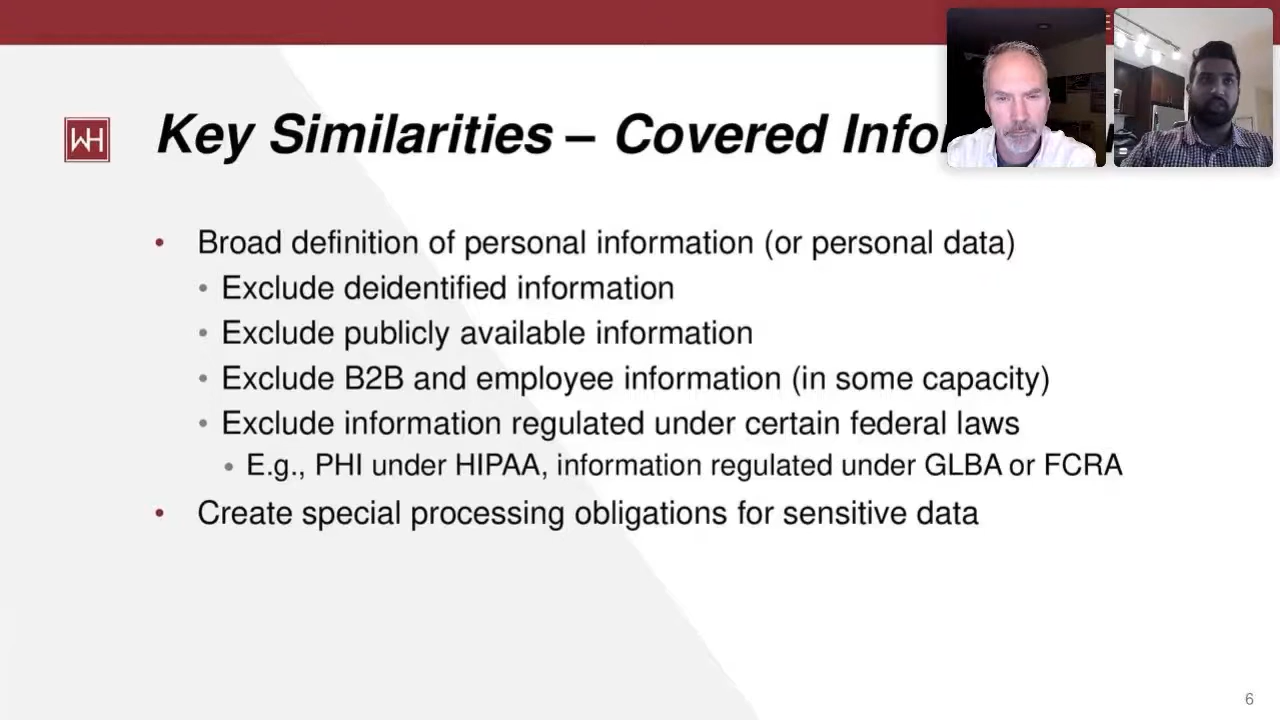 WH
Key Similarities – Covered
Broad definition of personal information (or personal data)
Exclude deidentified information
Exclude publicly available information
Exclude B2B and employee information (in some capacity)
Exclude information regulated under certain federal laws
E.g., PHI under HIPAA, information regulated under GLBA or FCRA
Create special processing obligations for sensitive data
6